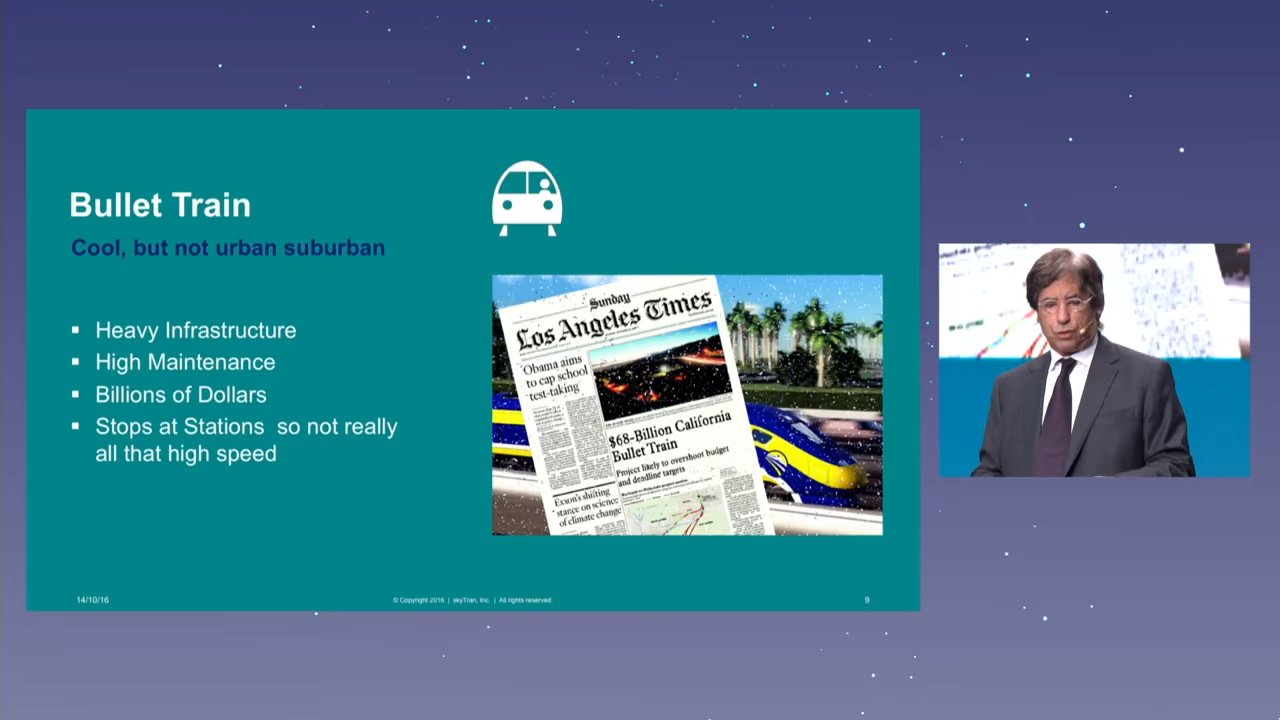 Bullet Train
Cool, but not urban suburban
Heavy Infrastructure
High Maintenance
Billions of Dollars
Stops at Stations so not really
all that high speed
Sunday
Los Angeles Times
Obama aims
to cap school
test-taking
$68-Billion California
Bullet Train
Project likely to overshoot budget
and deadline targets
Exxon's shifting
stance on science
of climate change
14/10/16
© Copyright 2016 | skyTran, Inc. | All rights reserved.
9